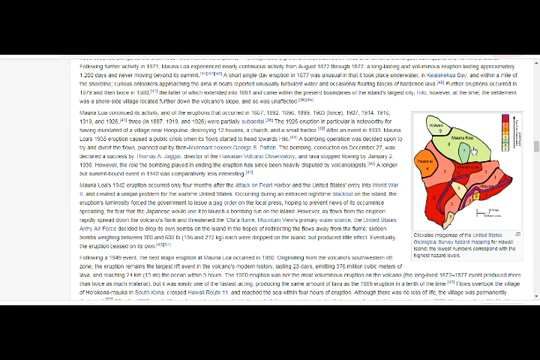 Following further activity in 1871, Mauna Loa experienced nearly continuous activity from August 1872 through 1877, a long-lasting and voluminous eruption lasting approximately
1,200 days and never moving beyond its summit. A short single-day eruption in 1877 was unusual in that it took place underwater, in Kealakekua Bay, and within a mile of
the shoreline; curious onlookers approaching the area in boats reported unusually turbulent water and occasional floating blocks of hardened lava. Further eruptions occurred in
1879 and then twice in 1880, the latter of which extended into 1881 and came within the present boundaries of the island's largest city, Hilo; however, at the time, the settlement
was a shore-side village located further down the volcano's slope, and so was unaffected.
Mauna Loa continued its activity, and of the eruptions that occurred in 1887, 1892, 1896, 1899, 1903 (twice), 1907, 1914, 1916,
1919, and 1926, three (in 1887, 1919, and 1926) were partially subaerial. The 1926 eruption in particular is noteworthy for
having inundated a village near Hoʻōpūloa, destroying 12 houses, a church, and a small harbor. After an event in 1933, Mauna
Loa's 1935 eruption caused a public crisis when its flows started to head towards Hilo. A bombing operation was decided upon to
try and divert the flows, planned out by then-lieutenant colonel George S. Patton. The bombing, conducted on December 27, was
declared a success by Thomas A. Jaggar, director of the Hawaiian Volcano Observatory, and lava stopped flowing by January 2,
1936. However, the role the bombing played in ending the eruption has since been heavily disputed by volcanologists. A longer
but summit-bound event in 1940 was comparatively less interesting.
Mauna Loa's 1942 eruption occurred only four months after the attack on Pearl Harbor and the United States' entry into World War
II, and created a unique problem for the wartime United States. Occurring during an enforced nighttime blackout on the island, the
eruption's luminosity forced the government to issue a gag order on the local press, hoping to prevent news of its occurrence
spreading, for fear that the Japanese would use it to launch a bombing run on the island. However, as flows from the eruption
rapidly spread down the volcano's flank and threatened the ʻOlaʻa flume, Mountain View's primary water source, the United States
Army Air Force decided to drop its own bombs on the island in the hopes of redirecting the flows away from the flume; sixteen
bombs weighing between 300 and 600 lb (136 and 272 kg) each were dropped on the island, but produced little effect. Eventually,
the eruption ceased on its own.
Following a 1949 event, the next major eruption at Mauna Loa occurred in 1950. Originating from the volcano's southwestern rift
zone, the eruption remains the largest rift event in the volcano's modern history, lasting 23 days, emitting 376 million cubic meters of
and reaching the 24 km (15 mi) distant ocean within 3 hours. The 1950 eruption was not the most voluminous eruption on the volcano (the long-lived 1872–1877 event produced more
than twice as much material), but it was easily one of the fastest acting, producing the same amount of lava as the 1859 eruption in a tenth of the time. Flows overtook the village
of Hoʻokena-mauka in South Kona, crossed Hawaii Route 11, and reached the sea within four hours of eruption. Although there was no loss of life, the village was permanently
Kohala
9
Mauna Kea
Clickable imagemap of the United States
Geological Survey hazard mapping for Hawaii
island; the lowest numbers correspond with the
highest hazard levels.